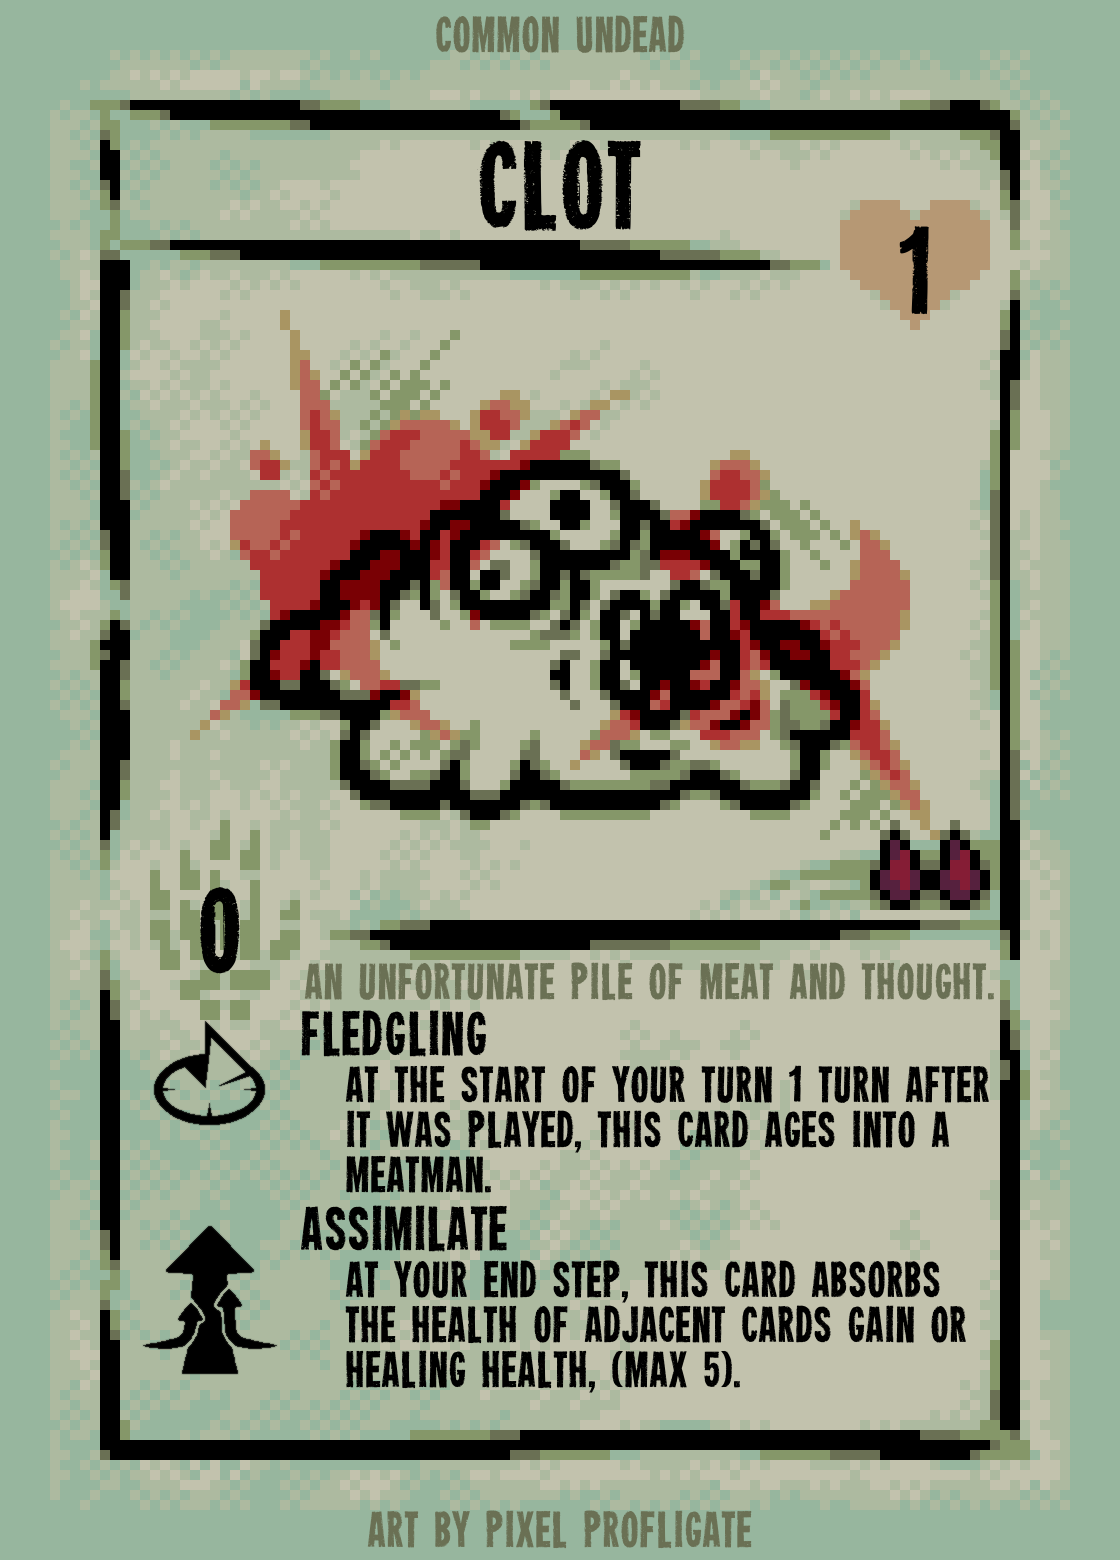 COMMON UNDEAD
CLOT
1
0
AN UNFORTUNATE PILE OF MEAT AND THOUGHT.
FLEDGLING
AT THE START OF YOUR TURN 1 TURN AFTER
IT WAS PLAYED, THIS CARD AGES INTO A
MEATMAN.
ASSIMILATE
AT YOUR END STEP, THIS CARD ABSORBS
THE HEALTH OF ADJACENT CARDS GAIN OR
HEALING HEALTH, (MAX 5).
ART BY PIXEL PROFLIGATE